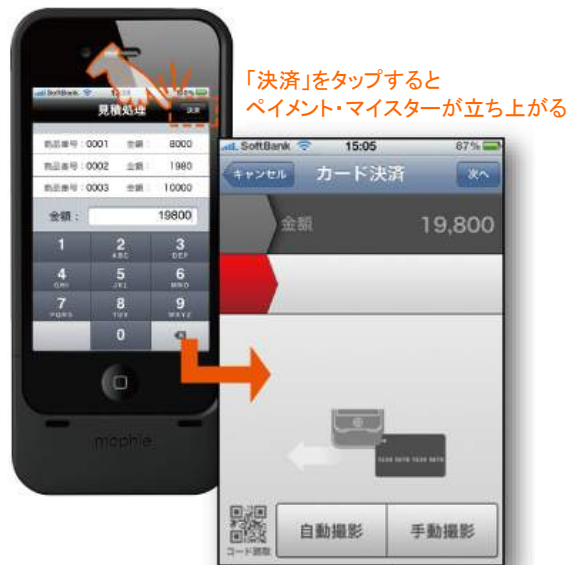 「決済」をタップすると
ペイメント・マイスターが立ち上がる
SoftBank
100%
見積処理
決済
商品番号：0001 金額： 8000
商品番号：0002 金額： 1980
商品番号：0003 金額： 10000
金額： 19800
1 2 3
ABC DEF
4 5 6
GHI JKL MNO
7 8 9
PQRS TUV WXYZ
0
mophie
SoftBank 15:05 87%
キャンセル カード決済 次へ
金額 19,800
1234 5678 1234 5678
コード読取
自動撮影 手動撮影